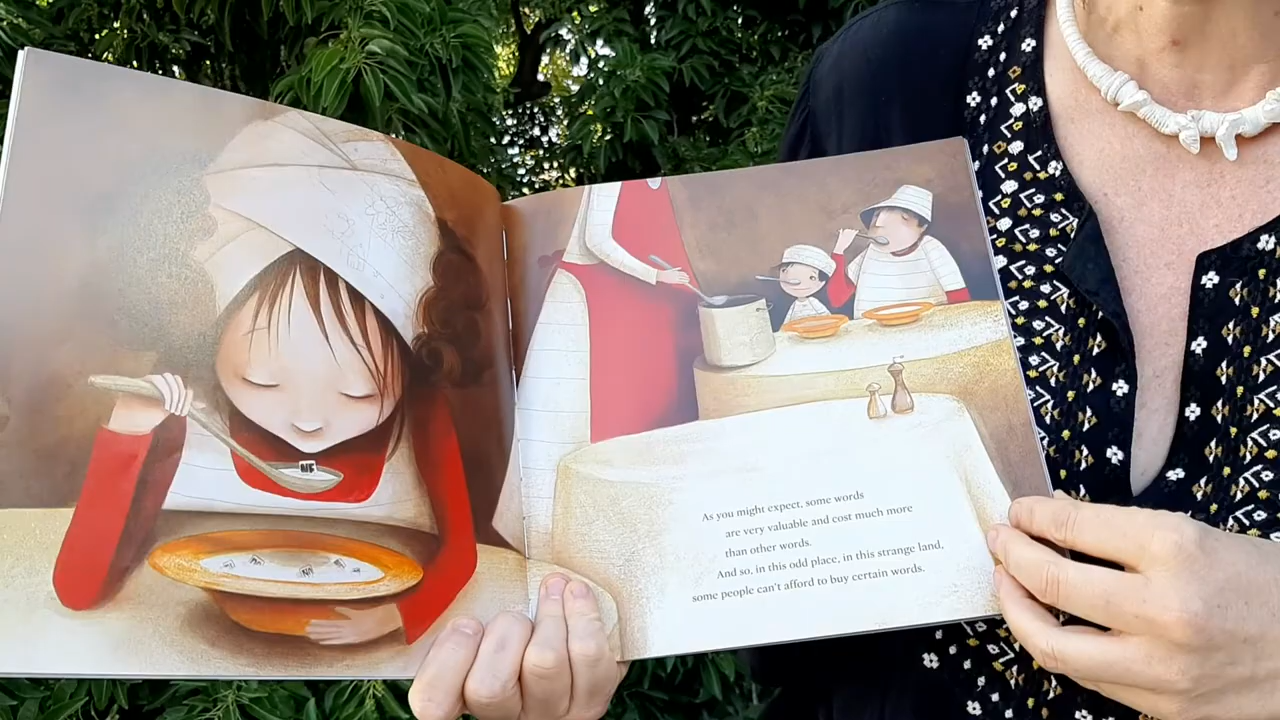 As you might expect, some words
are very valuable and cost much more
than other words.
And so, in this odd place, in this strange land,
some people can't afford to buy certain words.